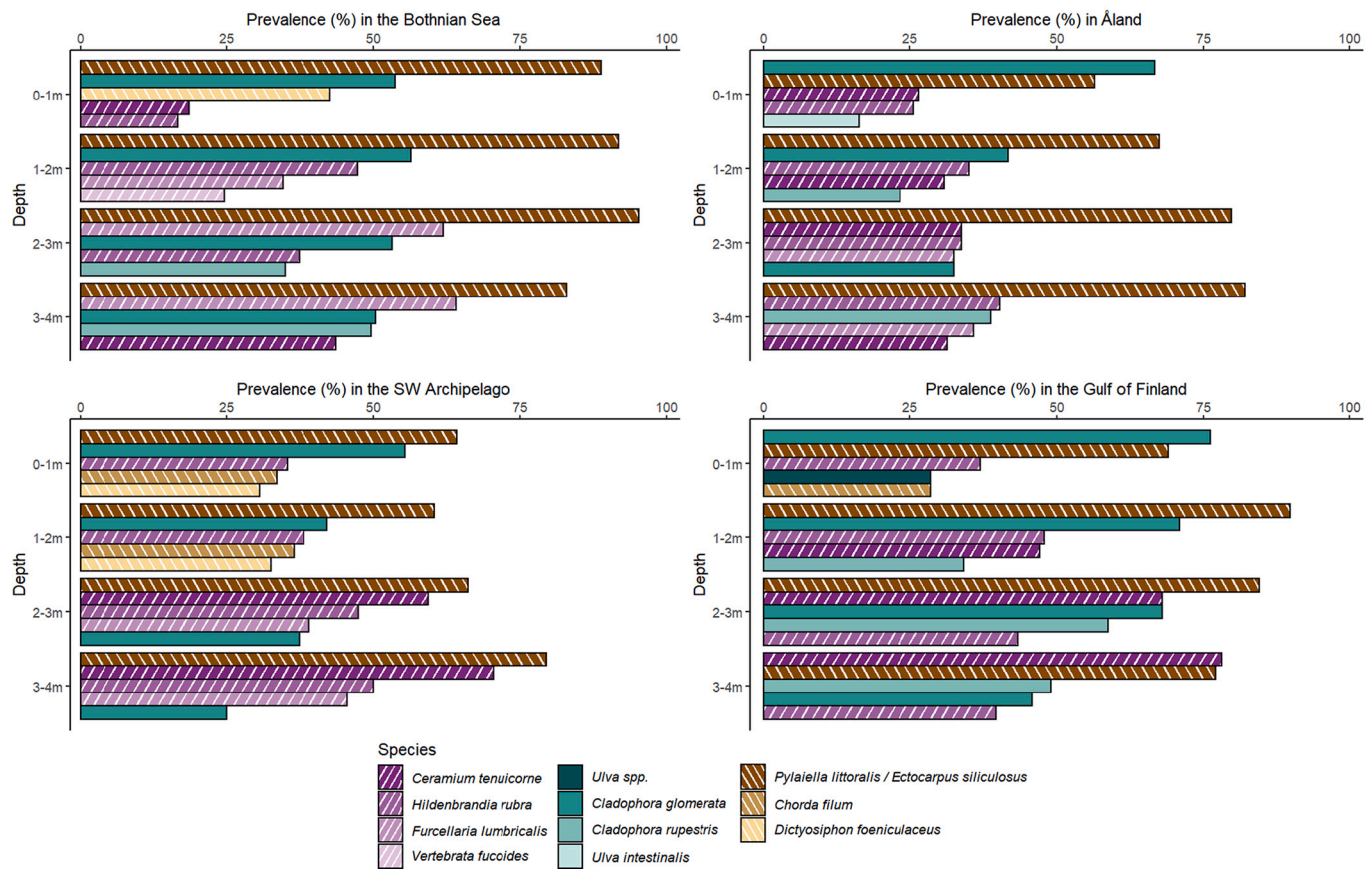 Prevalence (%) in the Bothnian Sea
0 25 50 75 100
Depth
0-1m
1-2m
2-3m
3-4m
Prevalence (%) in Åland
0 25 50 75 100
Depth
0-1m
1-2m
2-3m
3-4m
Prevalence (%) in the SW Archipelago
0 25 50 75 100
Depth
0-1m
1-2m
2-3m
3-4m
Prevalence (%) in the Gulf of Finland
0 25 50 75 100
Depth
0-1m
1-2m
2-3m
3-4m
Species
Ceramium tenuicorne
Hildenbrandia rubra
Furcellaria lumbricalis
Vertebrata fucoides
Ulva spp.
Cladophora glomerata
Cladophora rupestris
Ulva intestinalis
Pylaiella littoralis / Ectocarpus siliculosus
Chorda filum
Dictyosiphon foeniculaceus